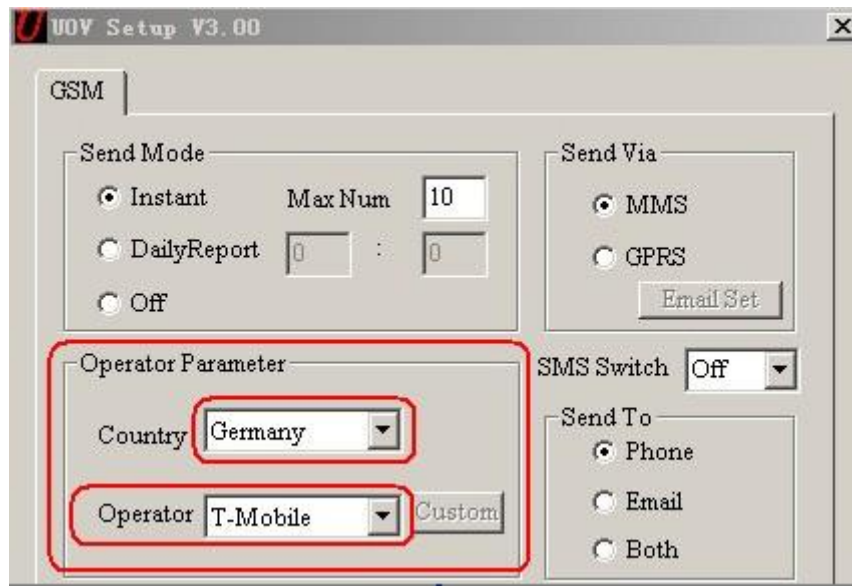 UOV Setup V3.00
GSM
Send Mode
Instant Max Num 10
DailyReport 0 : 0
Off
Send Via
MMS
GPRS
Email Set
Operator Parameter
Country Germany
Operator T-Mobile Custom
SMS Switch Off
Send To
Phone
Email
Both